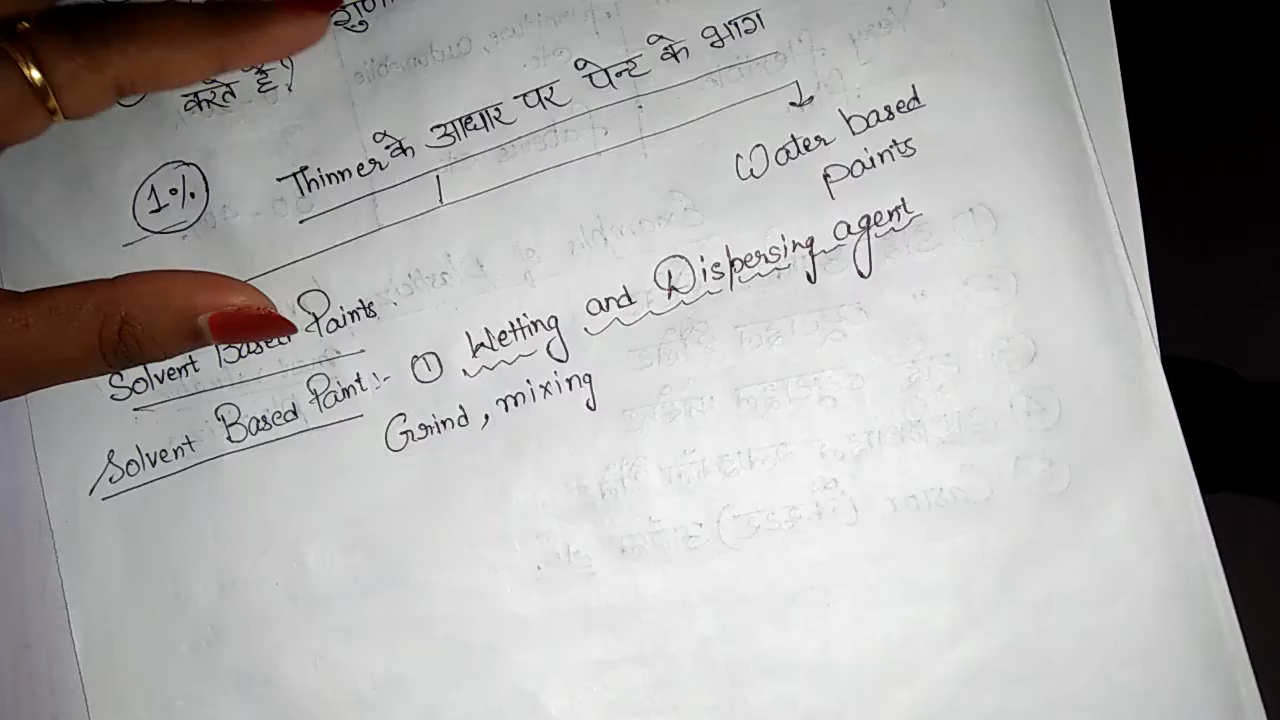 करते है?
1%
Thinner के आधार पर पेन्ट के भाग
Water based
paints
Solvent Based Paints.
Solvent Based Paint:- ① Wetting and Dispersing agent
Grind, mixing